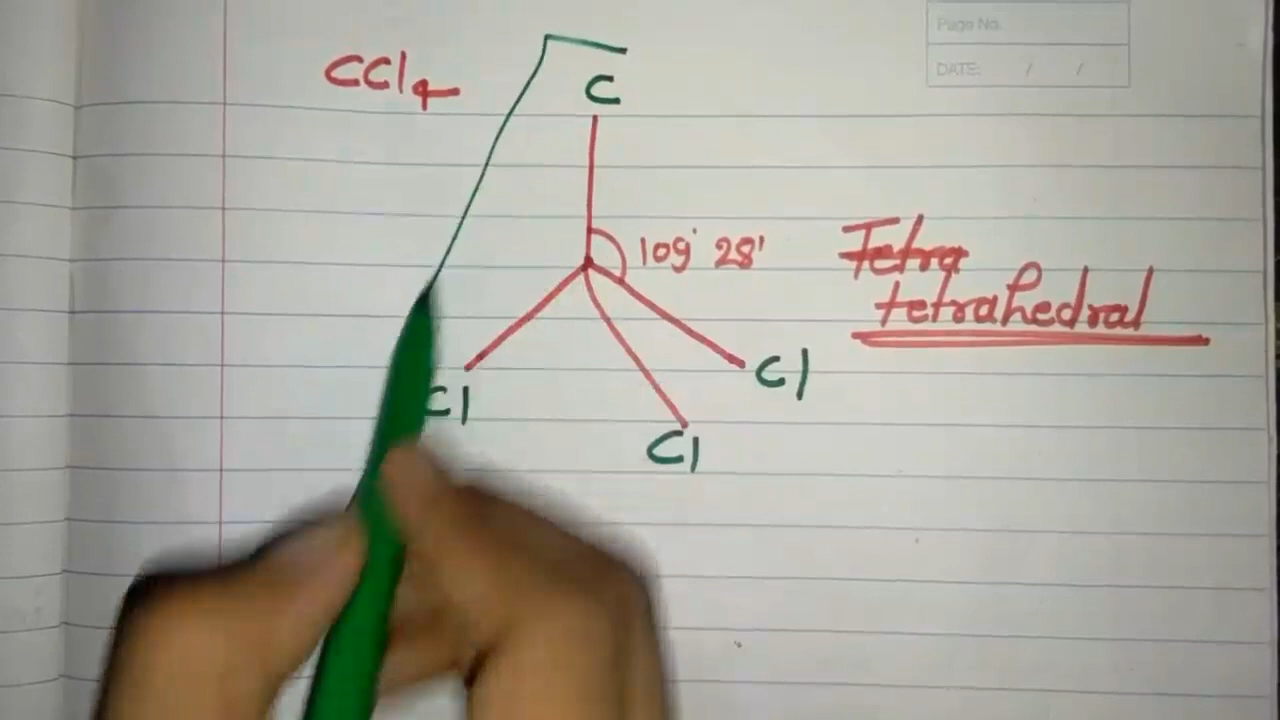 Page No.
DATE: / /
CCl4
C
109° 28'
Tetra
tetrahedral
Cl
Cl
Cl